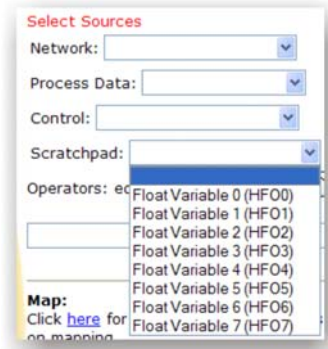 Select Sources
Network:
Process Data:
Control:
Scratchpad:
Operators: ec
Float Variable 0 (HFO0)
Float Variable 1 (HFO1)
Float Variable 2 (HFO2)
Float Variable 3 (HFO3)
Float Variable 4 (HFO4)
Float Variable 5 (HFO5)
Float Variable 6 (HFO6)
Float Variable 7 (HFO7)
Map:
Click here for
on mapping